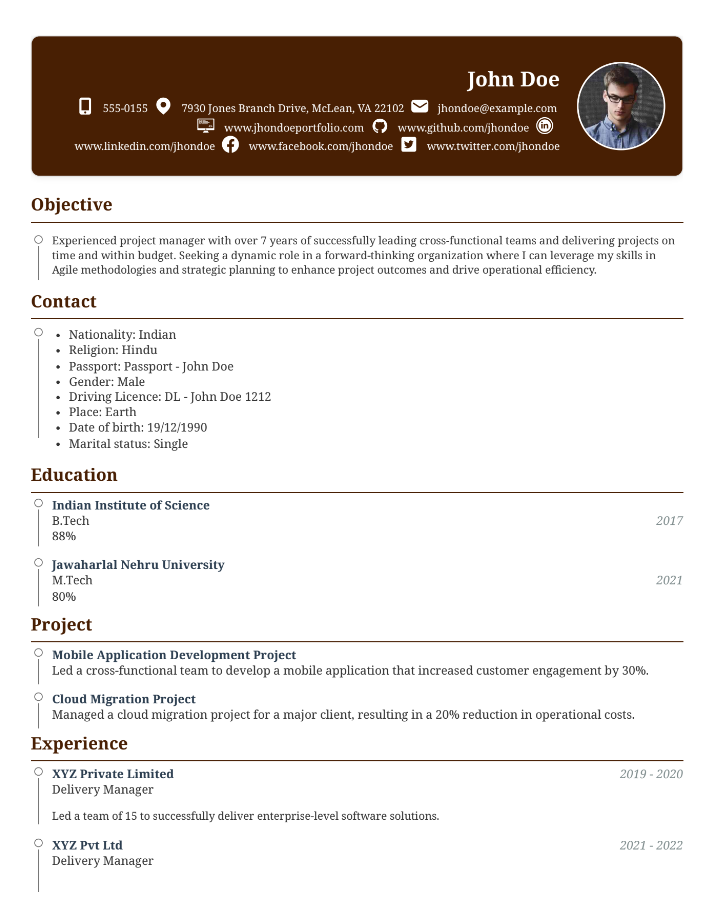 John Doe
555-0155 7930 Jones Branch Drive, McLean, VA 22102 jhondoe@example.com
www.jhondoeportfolio.com www.github.com/jhondoe
www.linkedin.com/jhondoe www.facebook.com/jhondoe www.twitter.com/jhondoe
Objective
Experienced project manager with over 7 years of successfully leading cross-functional teams and delivering projects on
time and within budget. Seeking a dynamic role in a forward-thinking organization where I can leverage my skills in
Agile methodologies and strategic planning to enhance project outcomes and drive operational efficiency.
Contact
• Nationality: Indian
• Religion: Hindu
• Passport: Passport - John Doe
• Gender: Male
• Driving Licence: DL - John Doe 1212
• Place: Earth
• Date of birth: 19/12/1990
• Marital status: Single
Education
Indian Institute of Science
B.Tech 2017
88%
Jawaharlal Nehru University
M.Tech 2021
80%
Project
Mobile Application Development Project
Led a cross-functional team to develop a mobile application that increased customer engagement by 30%.
Cloud Migration Project
Managed a cloud migration project for a major client, resulting in a 20% reduction in operational costs.
Experience
XYZ Private Limited 2019 - 2020
Delivery Manager
Led a team of 15 to successfully deliver enterprise-level software solutions.
XYZ Pvt Ltd 2021 - 2022
Delivery Manager